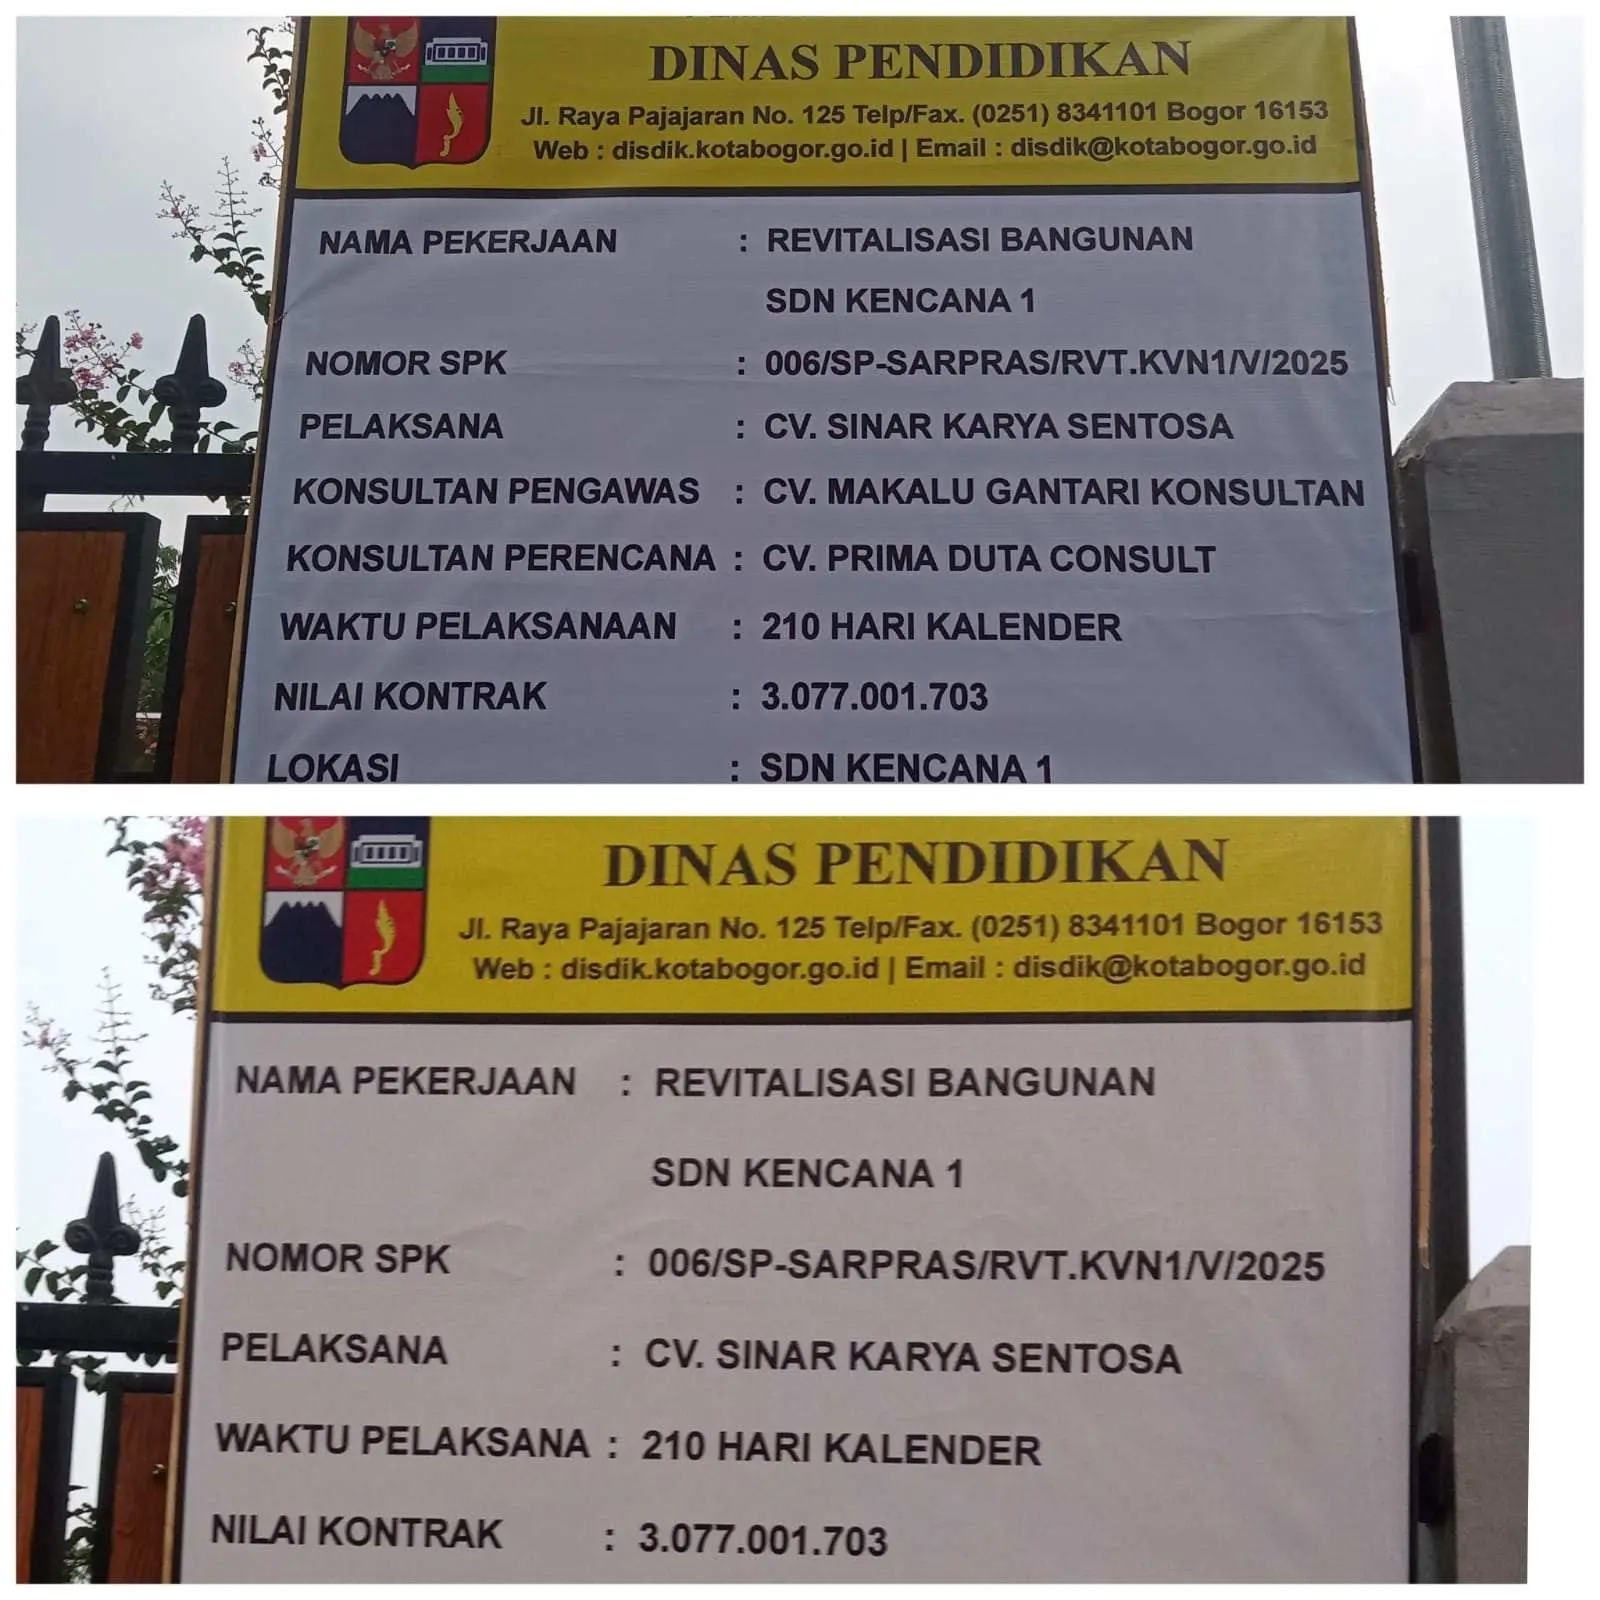 DINAS PENDIDIKAN
Jl. Raya Pajajaran No. 125 Telp/Fax. (0251) 8341101 Bogor 16153
Web : disdik.kotabogor.go.id | Email : disdik@kotabogor.go.id
NAMA PEKERJAAN : REVITALISASI BANGUNAN
SDN KENCANA 1
NOMOR SPK : 006/SP-SARPRAS/RVT.KVN1/V/2025
PELAKSANA : CV. SINAR KARYA SENTOSA
KONSULTAN PENGAWAS : CV. MAKALU GANTARI KONSULTAN
KONSULTAN PERENCANA : CV. PRIMA DUTA CONSULT
WAKTU PELAKSANAAN : 210 HARI KALENDER
NILAI KONTRAK : 3.077.001.703
LOKASI : SDN KENCANA 1
DINAS PENDIDIKAN
Jl. Raya Pajajaran No. 125 Telp/Fax. (0251) 8341101 Bogor 16153
Web : disdik.kotabogor.go.id | Email : disdik@kotabogor.go.id
NAMA PEKERJAAN : REVITALISASI BANGUNAN
SDN KENCANA 1
NOMOR SPK : 006/SP-SARPRAS/RVT.KVN1/V/2025
PELAKSANA : CV. SINAR KARYA SENTOSA
WAKTU PELAKSANA : 210 HARI KALENDER
NILAI KONTRAK : 3.077.001.703